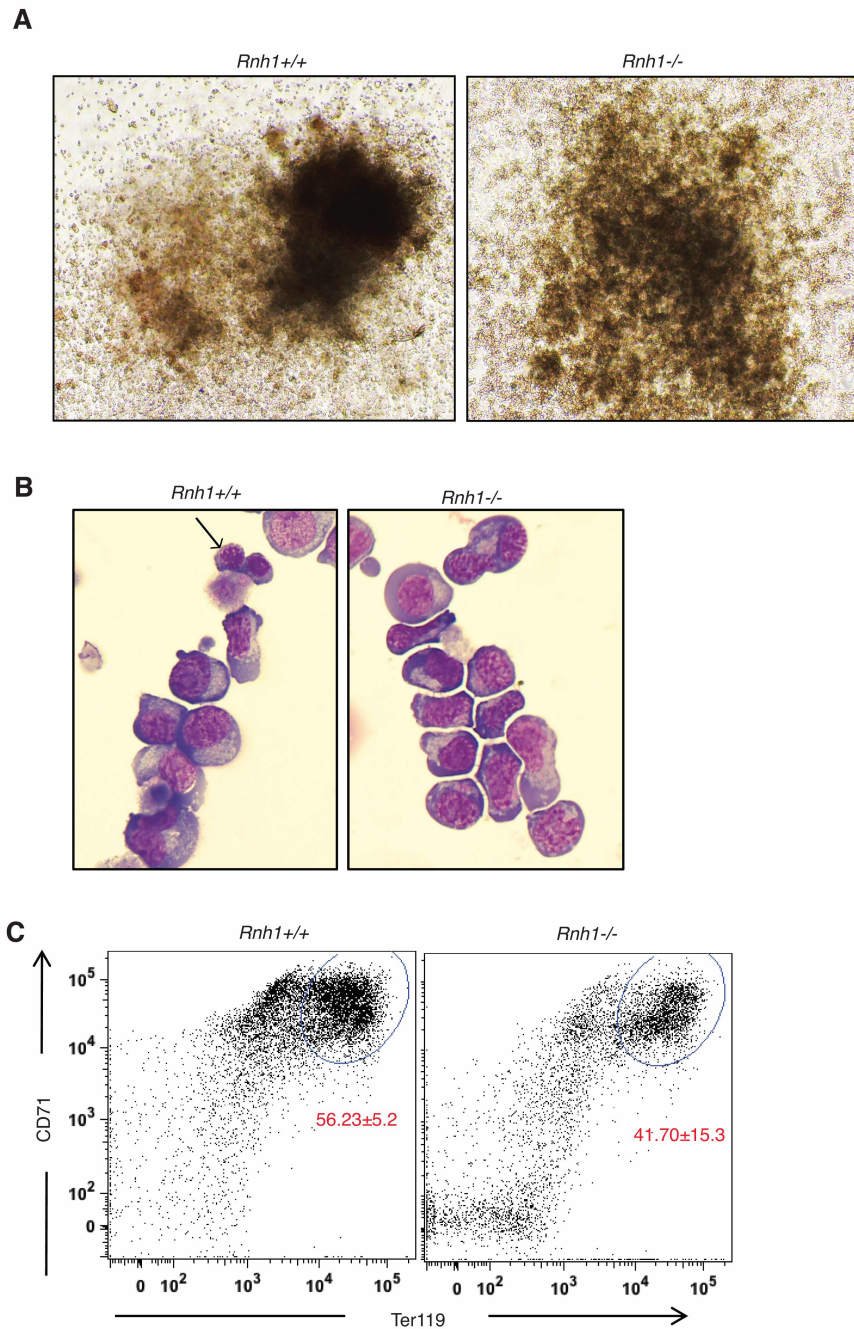 A
Rnh1+/+ Rnh1-/-
B
Rnh1+/+ Rnh1-/-
C
Rnh1+/+ Rnh1-/-
CD71
10⁵
10⁴
10³
10²
0
56.23±5.2
41.70±15.3
0 10² 10³ 10⁴ 10⁵
0 10² 10³ 10⁴ 10⁵
Ter119